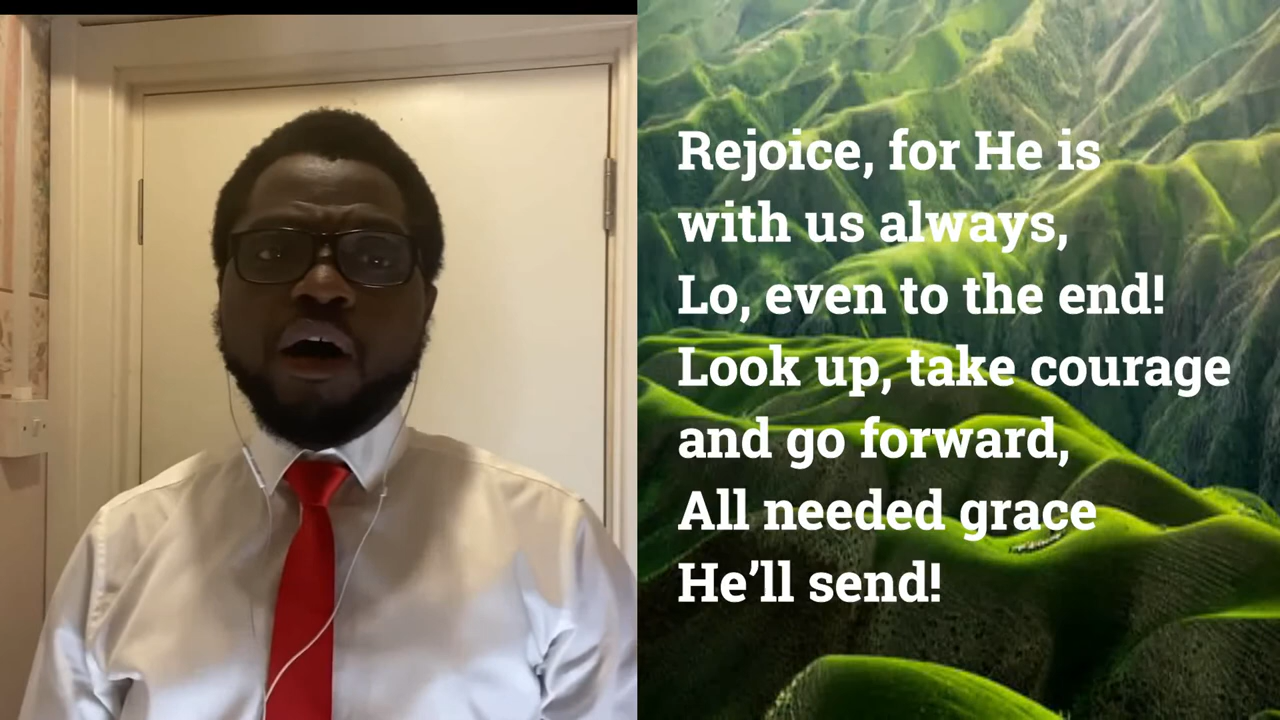 Rejoice, for He is
with us always,
Lo, even to the end!
Look up, take courage
and go forward,
All needed grace
He’ll send!